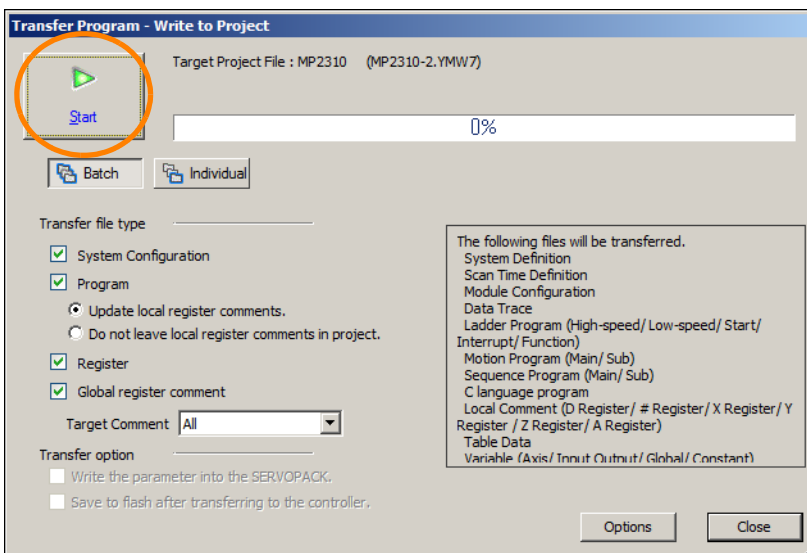 Transfer Program - Write to Project
Target Project File : MP2310 (MP2310-2.YMW7)
Start
0%
Batch
Individual
Transfer file type
System Configuration
Program
Update local register comments.
Do not leave local register comments in project.
Register
Global register comment
Target Comment All
Transfer option
Write the parameter into the SERVOPACK.
Save to flash after transferring to the controller.
The following files will be transferred.
System Definition
Scan Time Definition
Module Configuration
Data Trace
Ladder Program (High-speed/ Low-speed/ Start/
Interrupt/ Function)
Motion Program (Main/ Sub)
Sequence Program (Main/ Sub)
C language program
Local Comment (D Register/ # Register/ X Register/ Y
Register / Z Register/ A Register)
Table Data
Variable (Axis/ Input Output/ Global/ Constant)
Options
Close